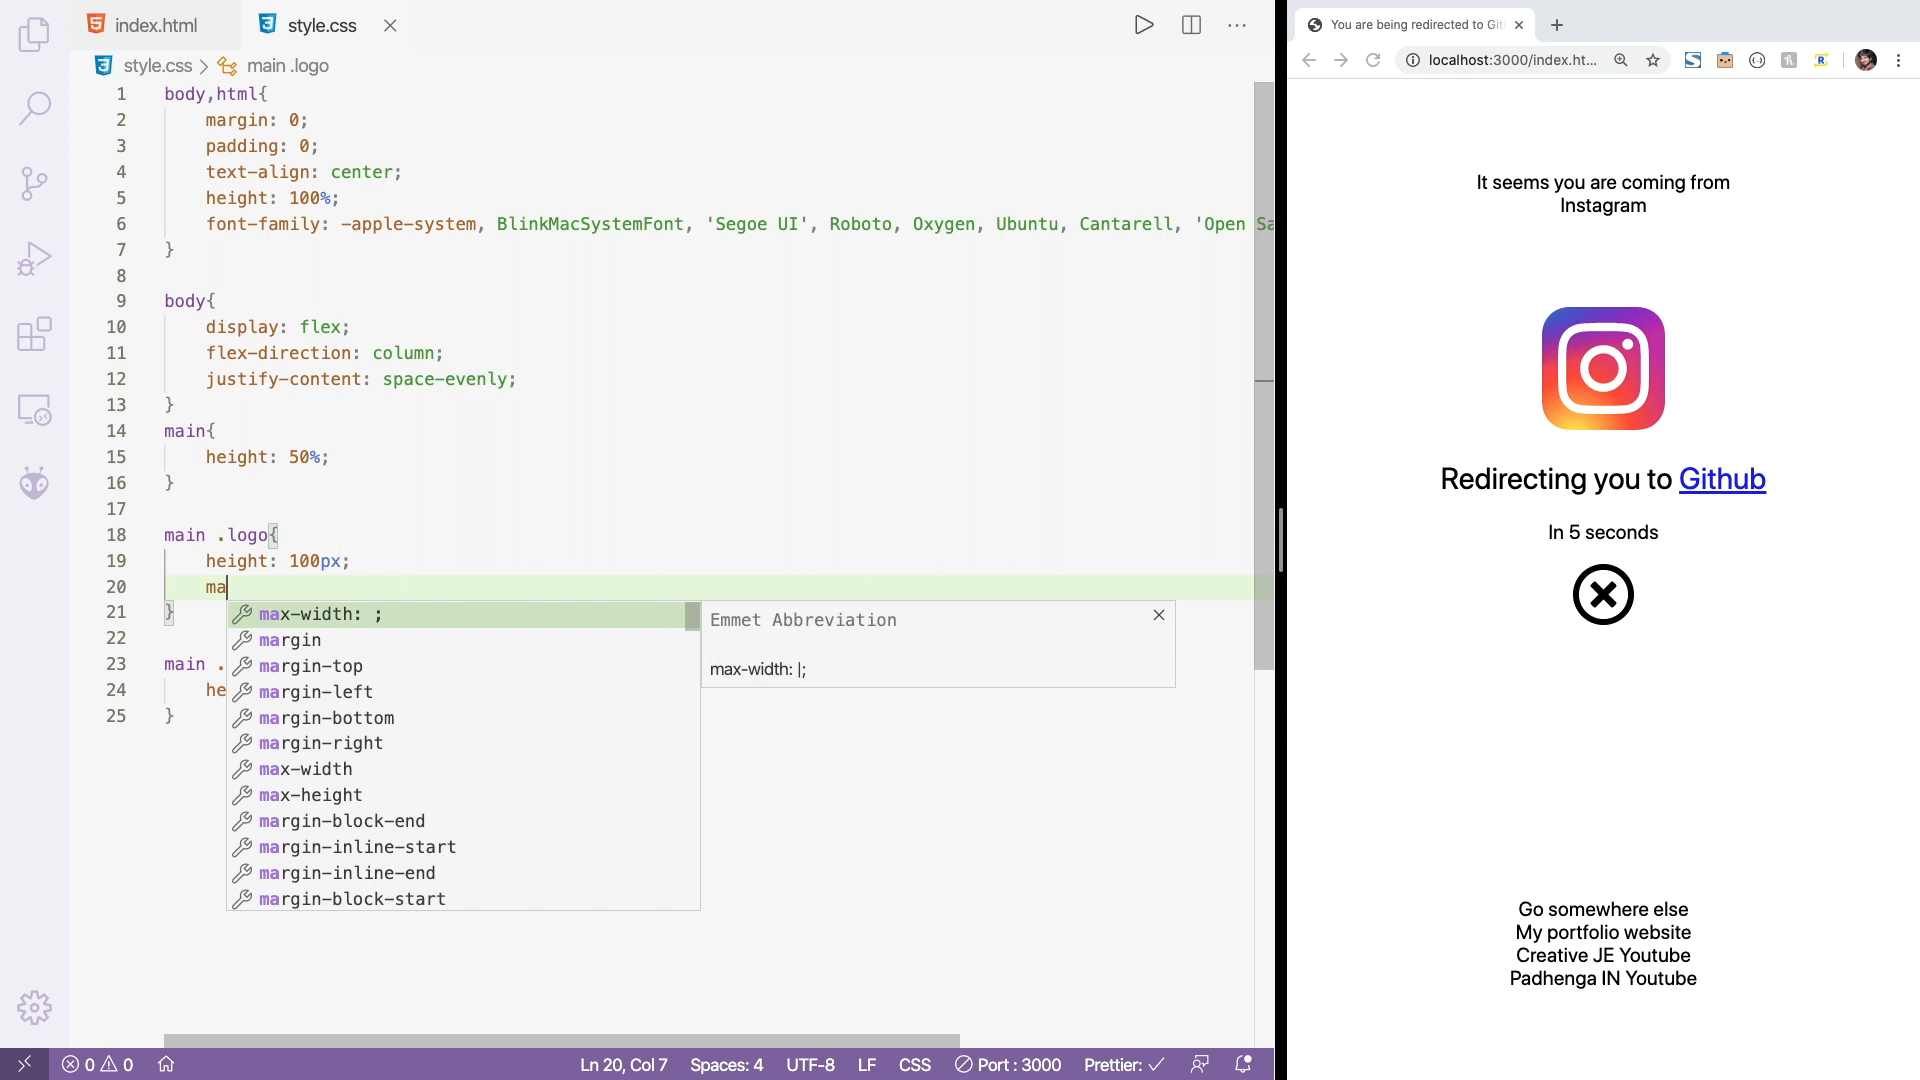 index.html
style.css
style.css > main .logo
1 body,html{
2 margin: 0;
3 padding: 0;
4 text-align: center;
5 height: 100%;
6 font-family: -apple-system, BlinkMacSystemFont, 'Segoe UI', Roboto, Oxygen, Ubuntu, Cantarell, 'Open Sa
7 }
8
9 body{
10 display: flex;
11 flex-direction: column;
12 justify-content: space-evenly;
13 }
14 main{
15 height: 50%;
16 }
17
18 main .logo{
19 height: 100px;
20 ma
21 }
22
23 main .
24 he
25 }
max-width: ;
margin
margin-top
margin-left
margin-bottom
margin-right
max-width
max-height
margin-block-end
margin-inline-start
margin-inline-end
margin-block-start
Emmet Abbreviation
max-width: |;
0 0
Ln 20, Col 7
Spaces: 4
UTF-8
LF
CSS
Port : 3000
Prettier: ✓
You are being redirected to Git
localhost:3000/index.ht...
It seems you are coming from
Instagram
Redirecting you to Github
In 5 seconds
Go somewhere else
My portfolio website
Creative JE Youtube
Padhenga IN Youtube